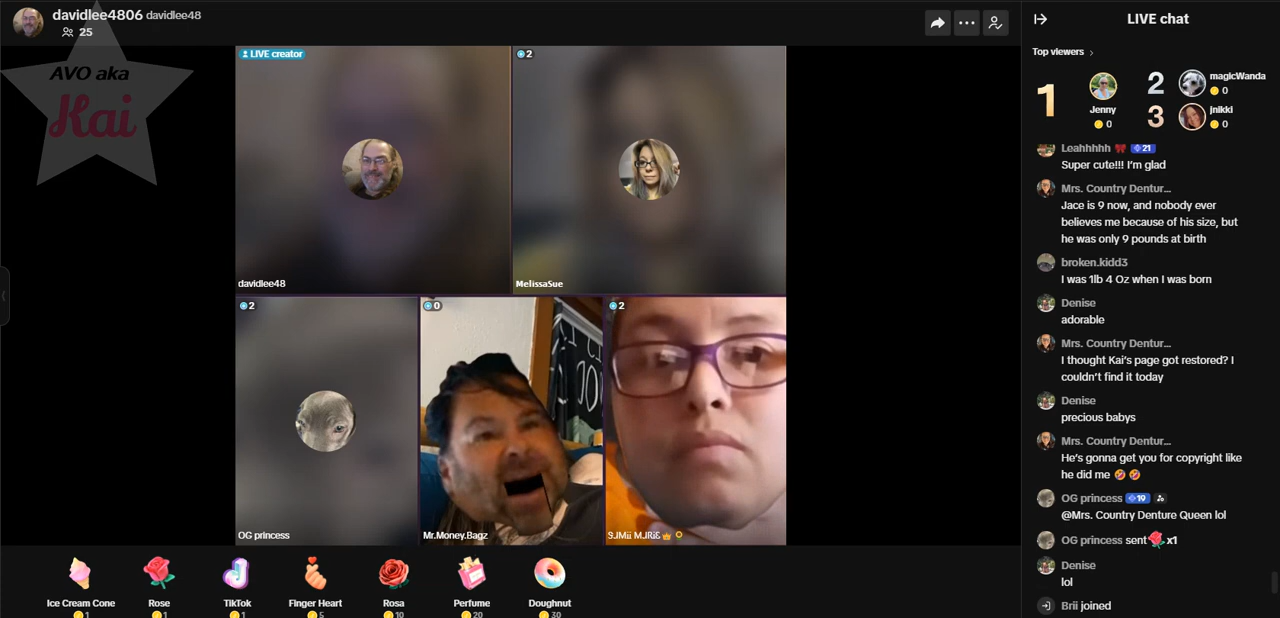 davidlee4806 davidlee48
25
AVO aka
Kai
LIVE creator
2
davidlee48
MelissaSue
2
0
2
OG princess
Mr.Money.Bagz
Ice Cream Cone
1
Rose
1
TikTok
1
Finger Heart
5
Rosa
10
Perfume
20
Doughnut
30
LIVE chat
Top viewers
1
Jenny
0
2
magicWanda
0
3
jnikki
0
Leahhhhh 21
Super cute!!! I'm glad
Mrs. Country Dentur...
Jace is 9 now, and nobody ever
believes me because of his size, but
he was only 9 pounds at birth
broken.kidd3
I was 1lb 4 Oz when I was born
Denise
adorable
Mrs. Country Dentur...
I thought Kai's page got restored? I
couldn't find it today
Denise
precious babys
Mrs. Country Dentur...
He's gonna get you for copyright like
he did me 🤣🤣
OG princess 19
@Mrs. Country Denture Queen lol
OG princess sent 🌹 x1
Denise
lol
Brii joined